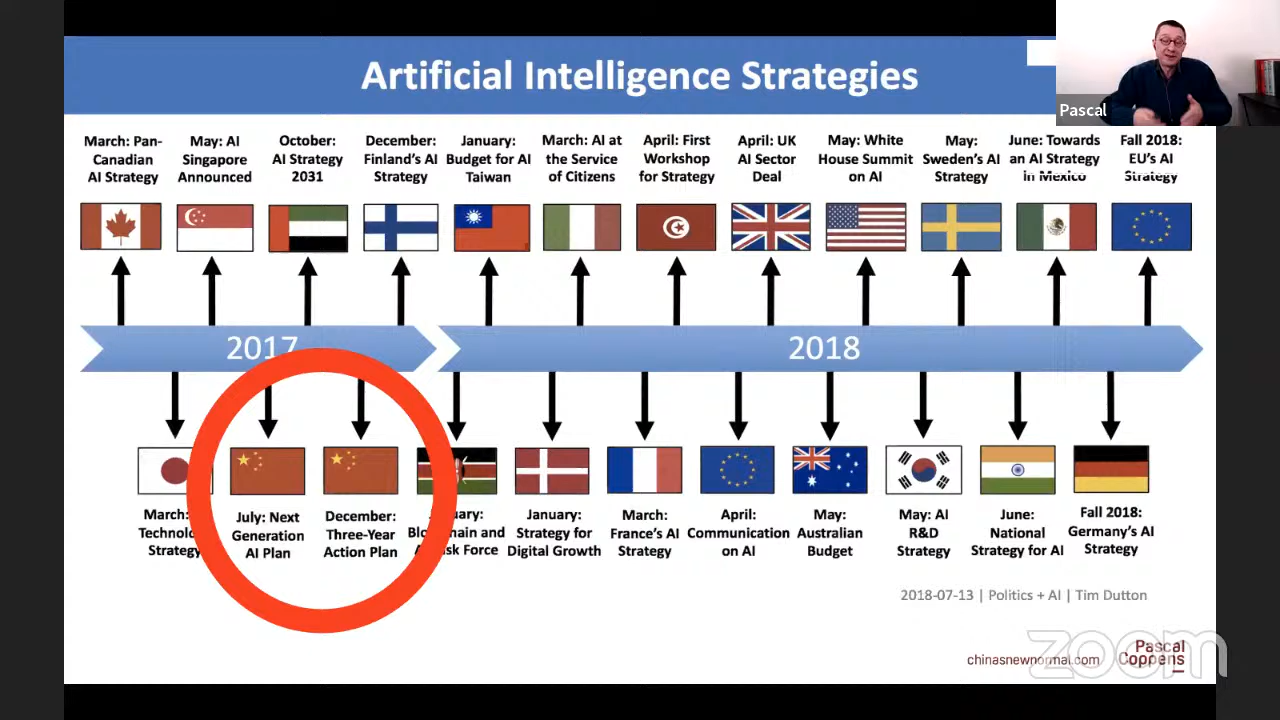 Artificial Intelligence Strategies
Pascal
March: Pan-
Canadian
AI Strategy
May: AI
Singapore
Announced
October:
AI Strategy
2031
December:
Finland's AI
Strategy
January:
Budget for AI
Taiwan
March: AI at
the Service
of Citizens
April: First
Workshop
for Strategy
April: UK
AI Sector
Deal
May: White
House Summit
on AI
May:
Sweden's AI
Strategy
June: Towards
an AI Strategy
in Mexico
Fall 2018:
EU's AI
Strategy
2017
2018
March:
Strategy
July: Next
Generation
AI Plan
December:
Three-Year
Action Plan
and
Force
January:
Strategy for
Digital Growth
March:
France's AI
Strategy
April:
Communication
on AI
May:
Australian
Budget
May: AI
R&D
Strategy
June:
National
Strategy for AI
Fall 2018:
Germany's AI
Strategy
2018-07-13 | Politics + AI | Tim Dutton
zoom
chinasnewnormal.com
Pascal
Coppens